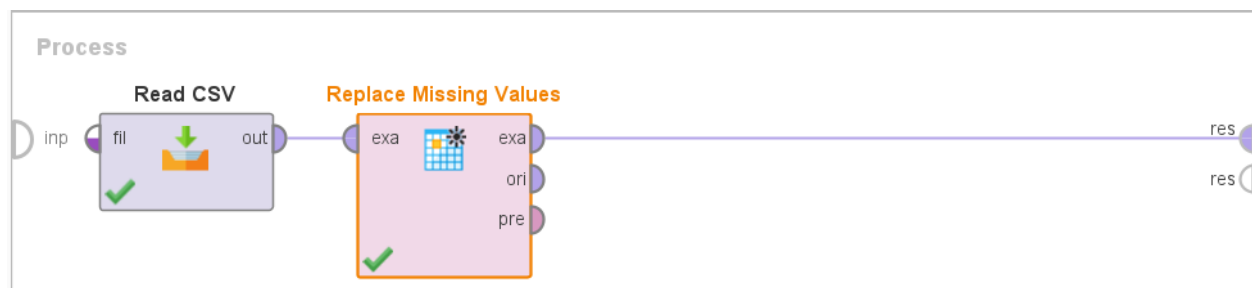 Process
Read CSV
Replace Missing Values
inp
fil
out
exa
exa
res
ori
res
pre